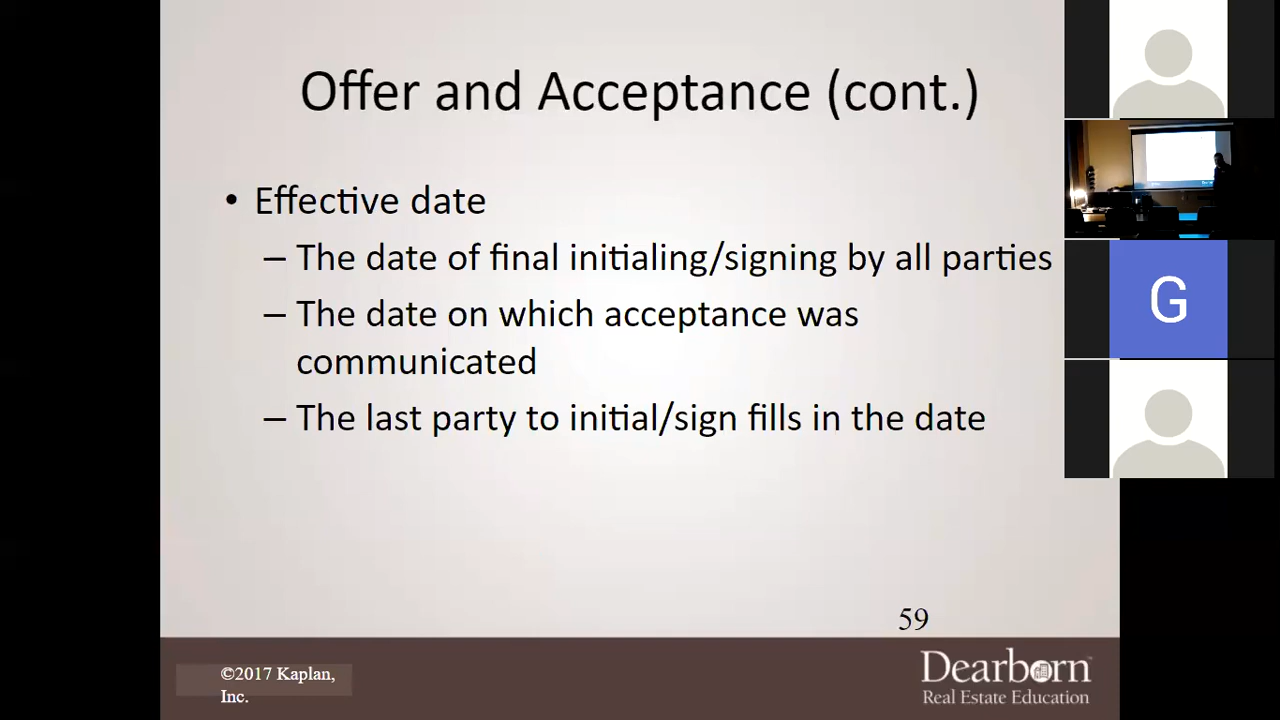 Offer and Acceptance (cont.)
• Effective date
– The date of final initialing/signing by all parties
– The date on which acceptance was
communicated
– The last party to initial/sign fills in the date
G
59
©2017 Kaplan,
Inc.
Dearborn
Real Estate Education